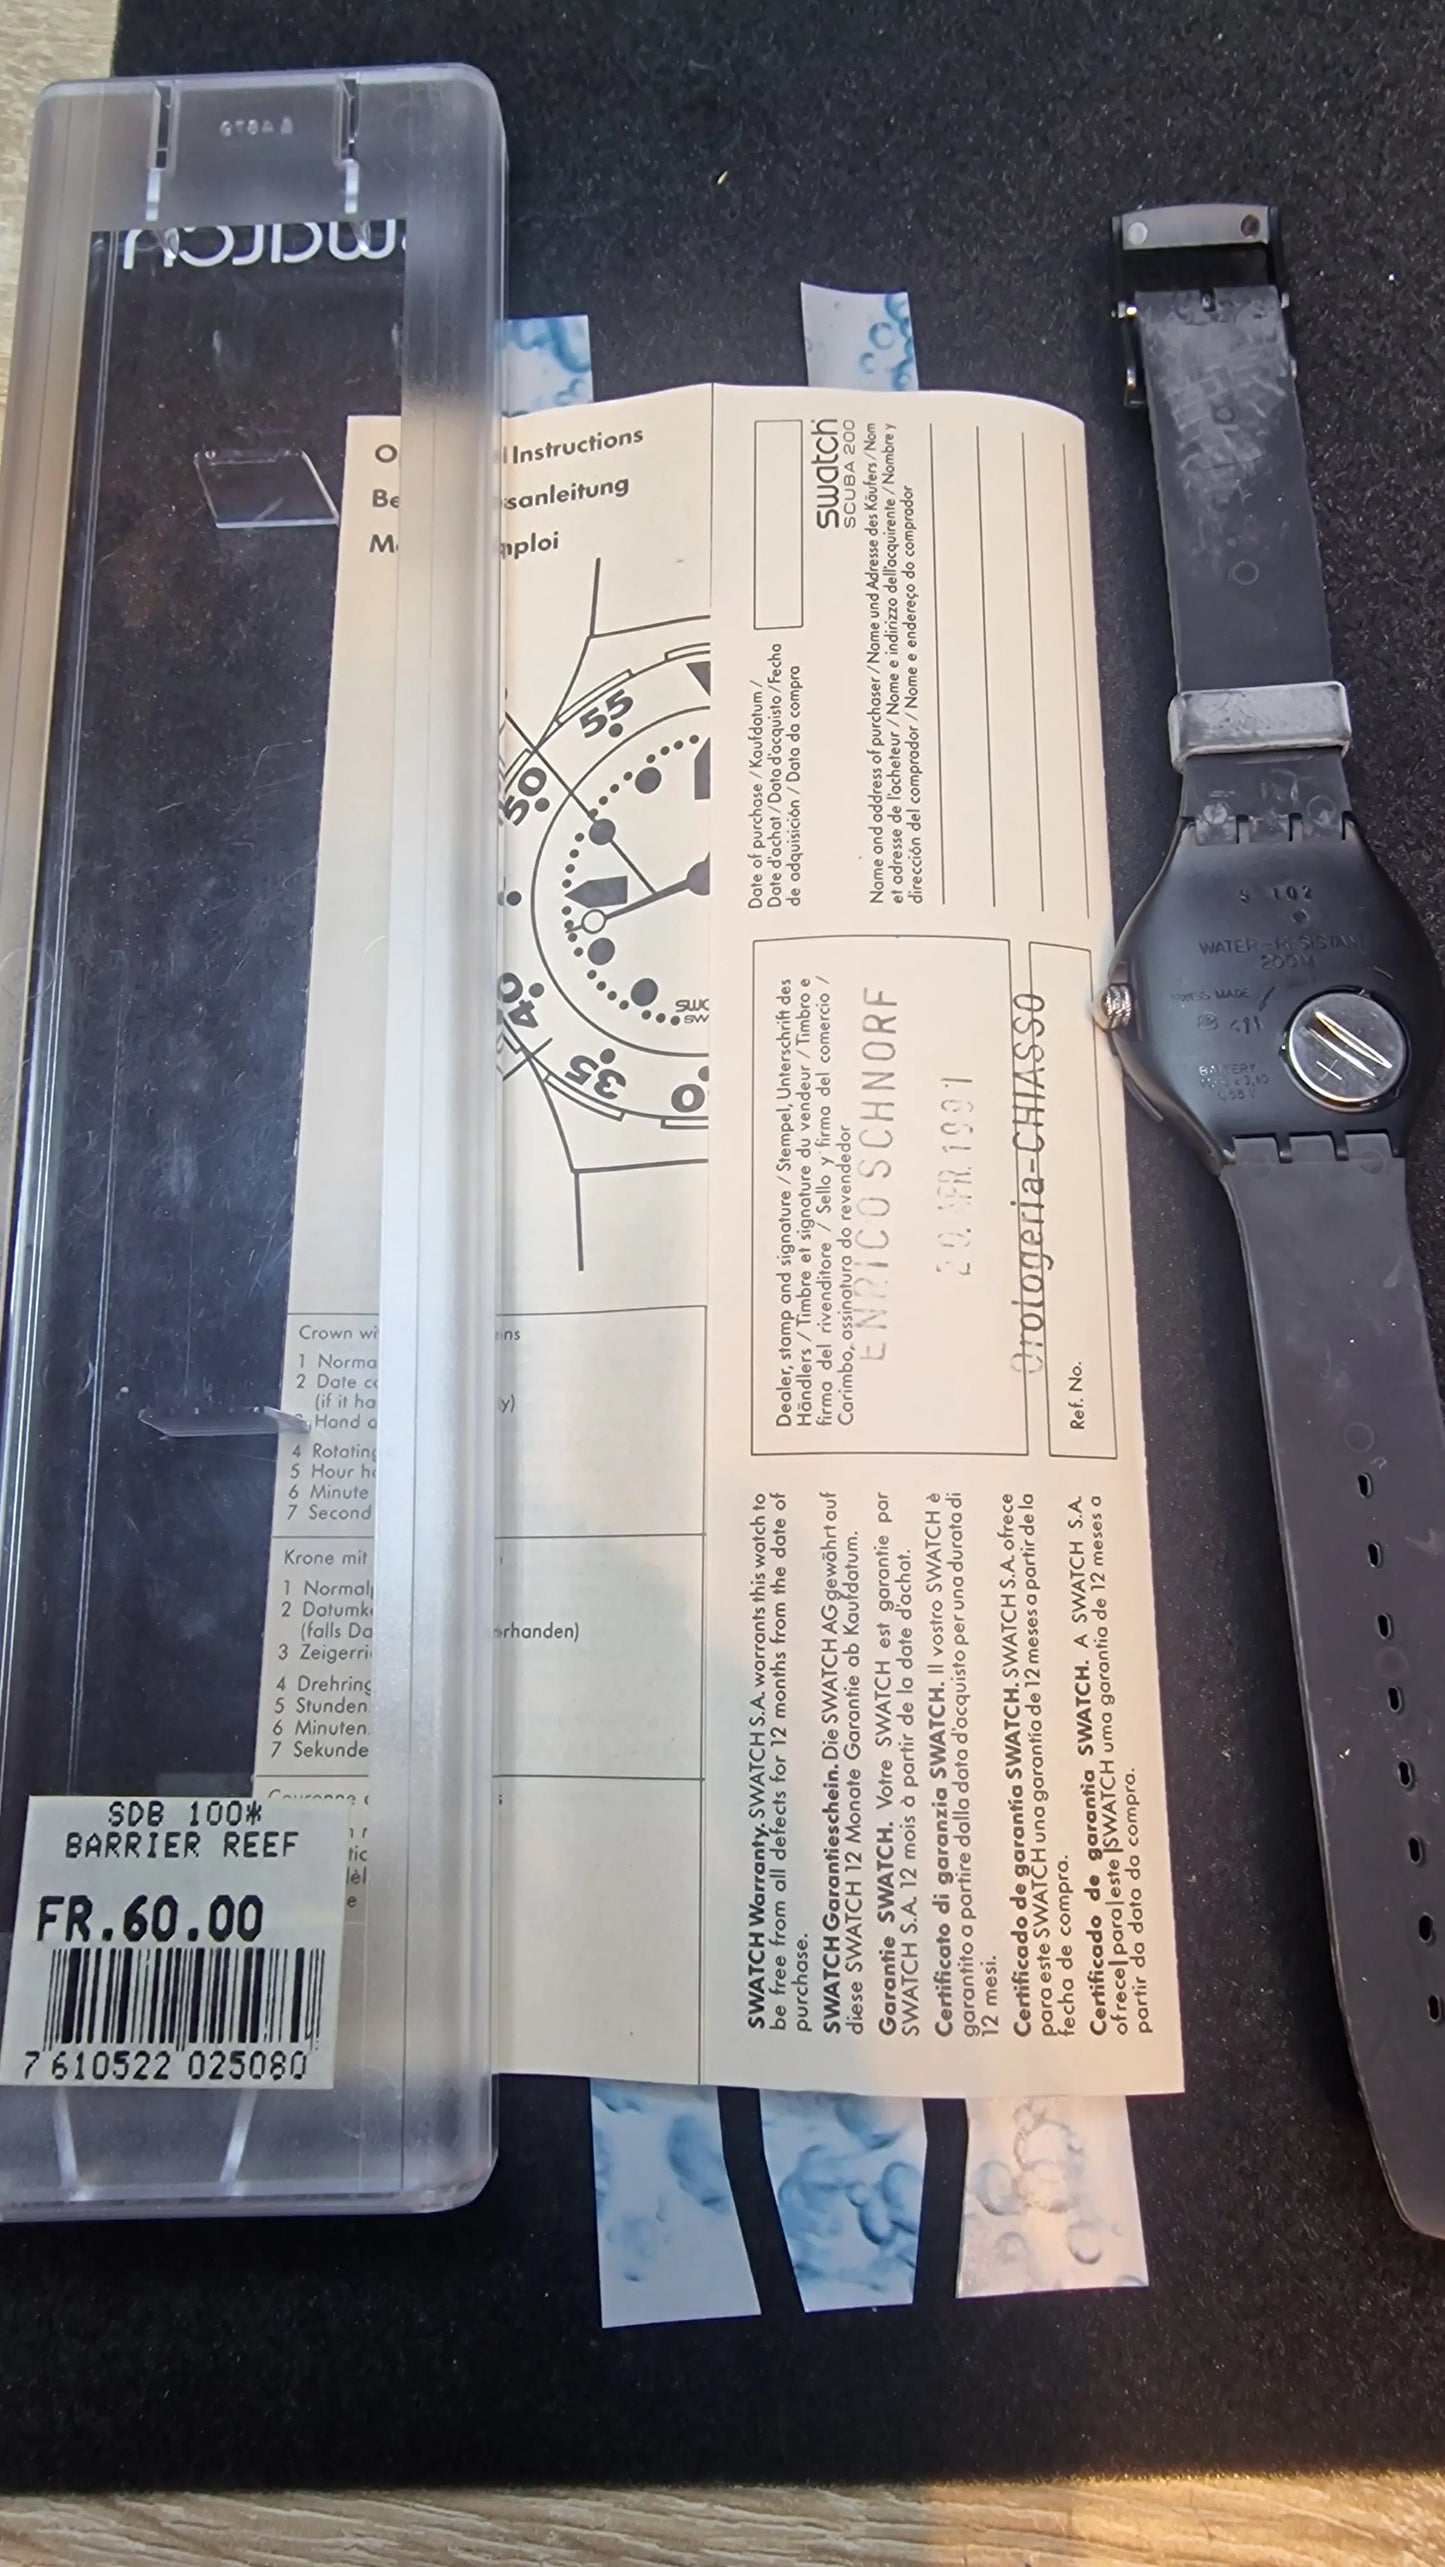 swatch
Instructions
sanleitung
mploi
55
50
40
35
Crown wi
1 Norma
2 Date c
(if it ha
Hand
4 Rotating
5 Hour h
6 Minute
7 Second
Krone mit
1 Normal
2 Datumk
(falls Da
rhanden)
3 Zeigerri
4 Drehring
5 Stunden
6 Minuten
7 Sekunde
SDB 100*
BARRIER REEF
FR.60.00
7 610522 025080
swatch
SCUBA 200
Date of purchase / Kaufdatum /
Date d'achat / Data d'acquisto / Fecha
de adquisición / Data da compra
Name and address of purchaser / Name und Adresse des Käufers / Nom
et adresse de l'acheteur / Nome e indirizzo dell'acquirente / Nombre y
dirección del comprador / Nome e endereço do comprador
Dealer, stamp and signature / Stempel, Unterschrift des
Händlers / Timbre et signature du vendeur / Timbro e
firma del rivenditore / Sello y firma del comercio /
Carimbo, assinatura do revendedor
ENRICO SCHNORF
20. APR. 1991
Orologeria-CHIASSO
Ref. No.
SWATCH Warranty. SWATCH S.A. warrants this watch to
be free from all defects for 12 months from the date of
purchase.
SWATCH Garantieschein. Die SWATCH AG gewährt auf
diese SWATCH 12 Monate Garantie ab Kaufdatum.
Garantie SWATCH. Votre SWATCH est garantie par
SWATCH S.A. 12 mois à partir de la date d'achat.
Certificato di garanzia SWATCH. Il vostro SWATCH è
garantito a partire dalla data d'acquisto per una durata di
12 mesi.
Certificado de garantía SWATCH. SWATCH S.A. ofrece
para este SWATCH una garantía de 12 meses a partir de la
fecha de compra.
Certificado de garantia SWATCH. A SWATCH S.A.
ofrece para este SWATCH uma garantia de 12 meses a
partir da data da compra.
S 102
WATER-RESISTANT
200M
SWISS MADE
BATTERY